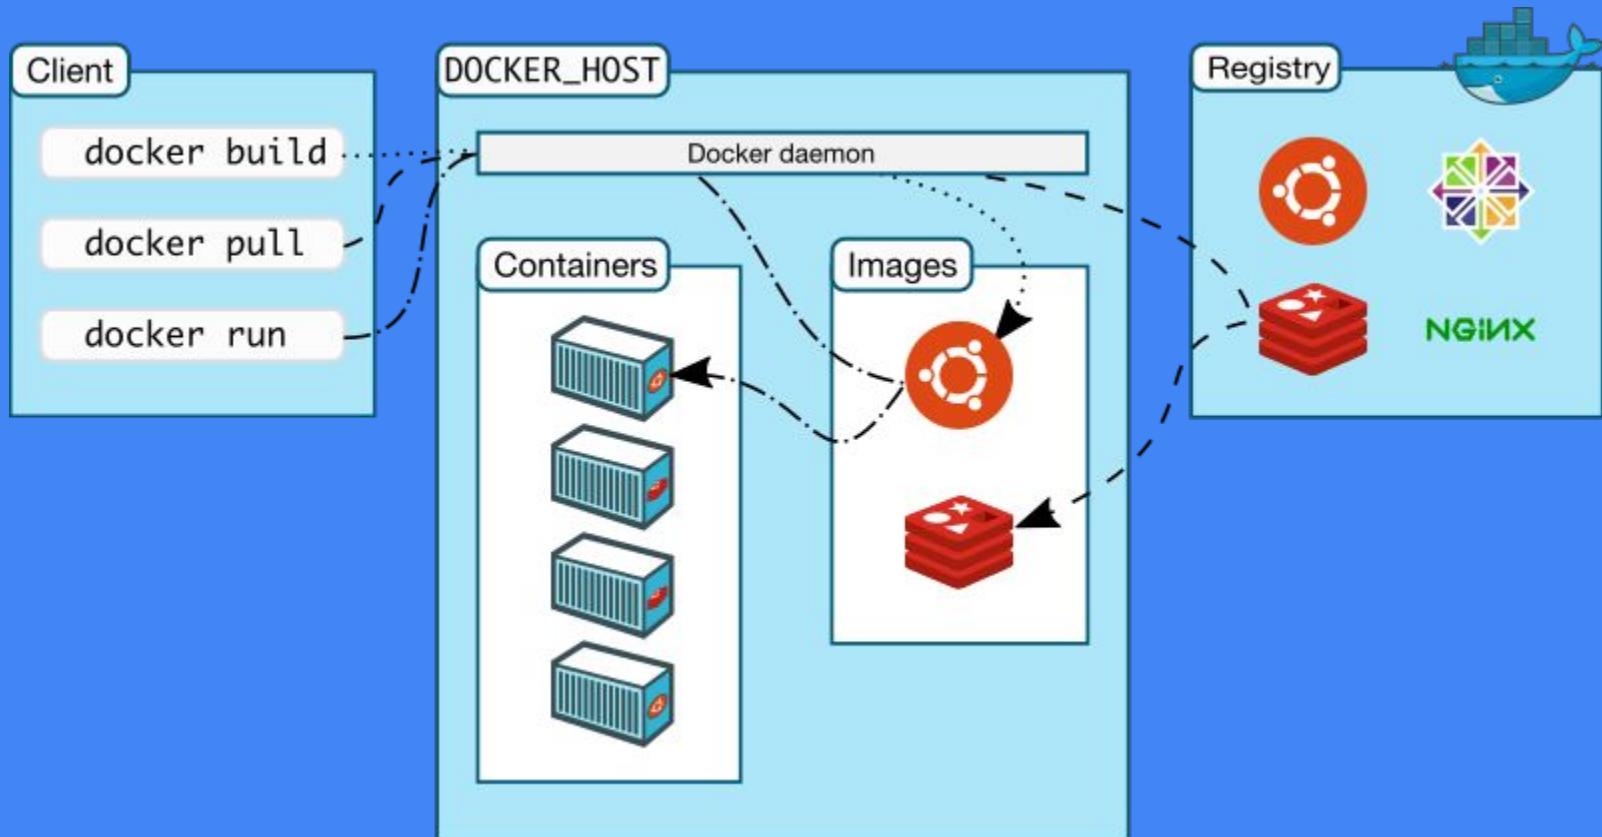 Client
docker build
docker pull
docker run
DOCKER_HOST
Docker daemon
Containers
Images
Registry
NGiNX